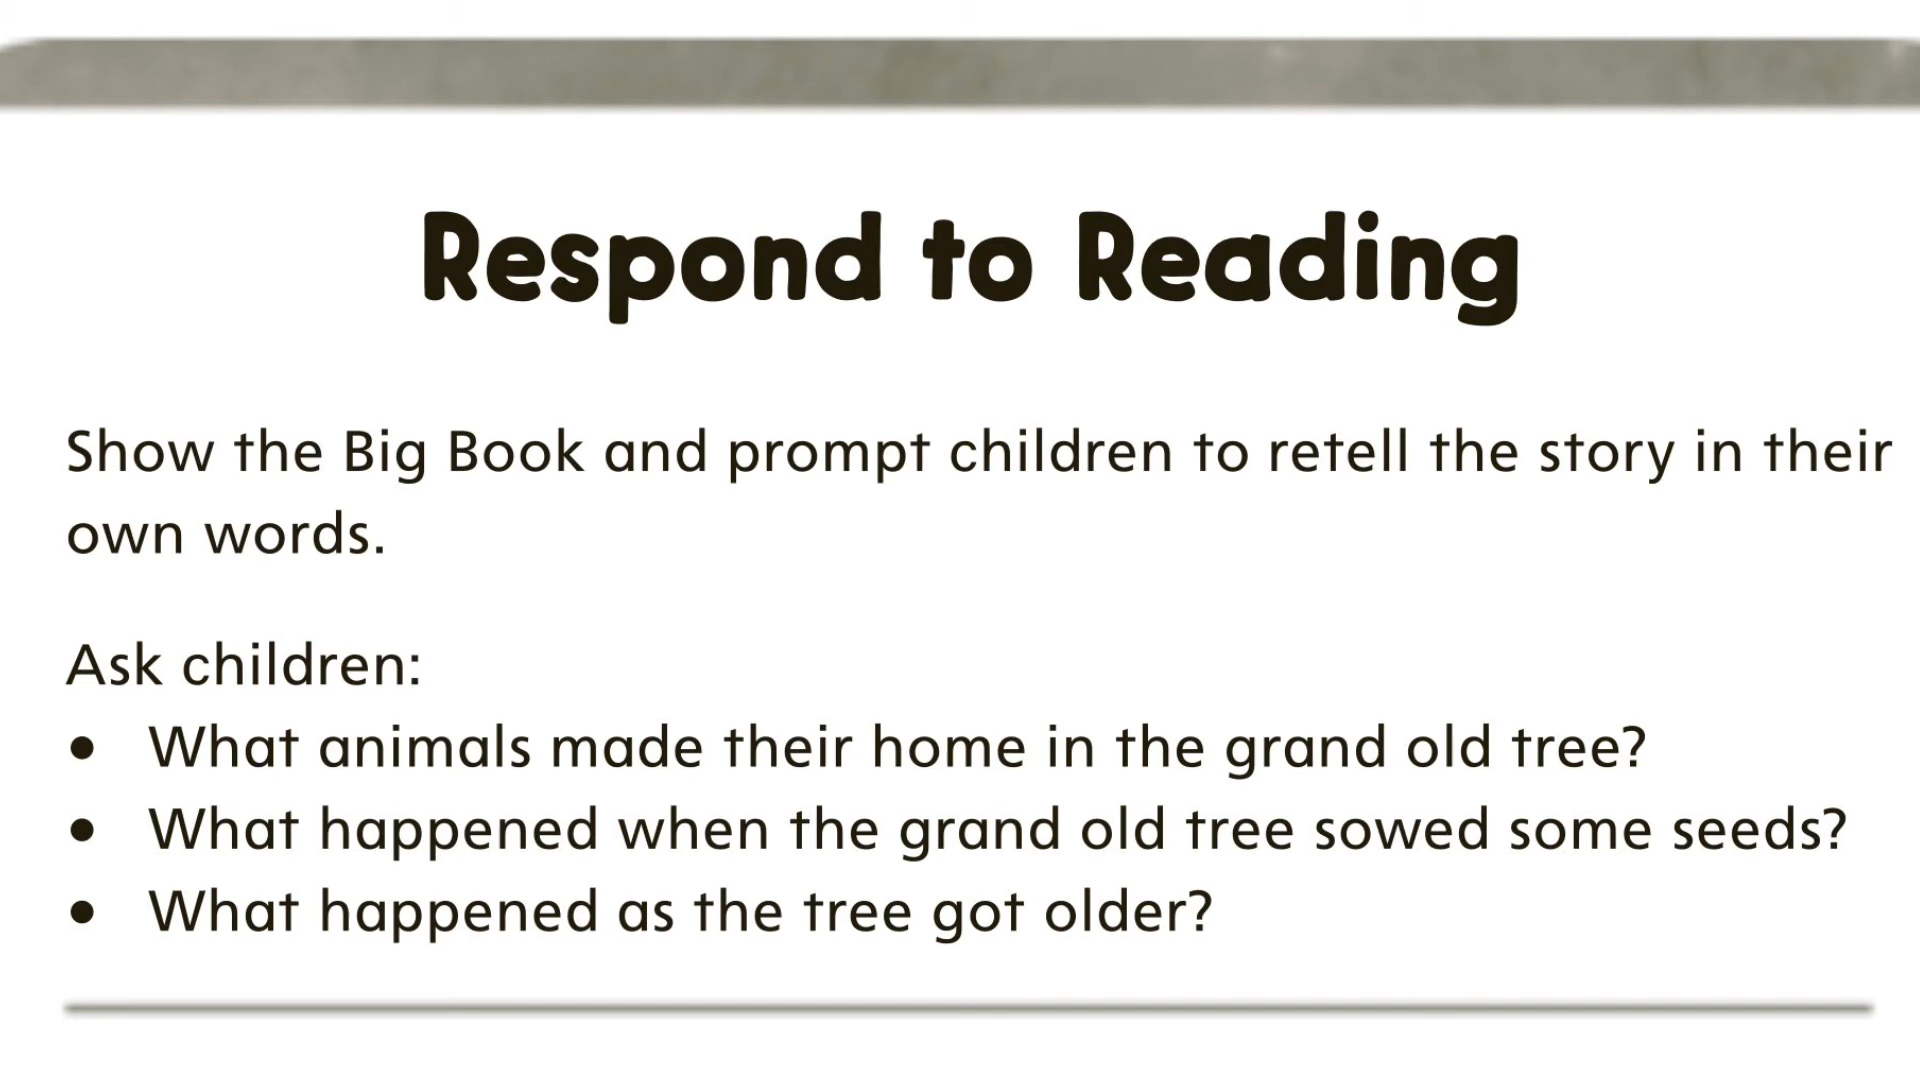 Respond to Reading
Show the Big Book and prompt children to retell the story in their
own words.
Ask children:
• What animals made their home in the grand old tree?
• What happened when the grand old tree sowed some seeds?
• What happened as the tree got older?